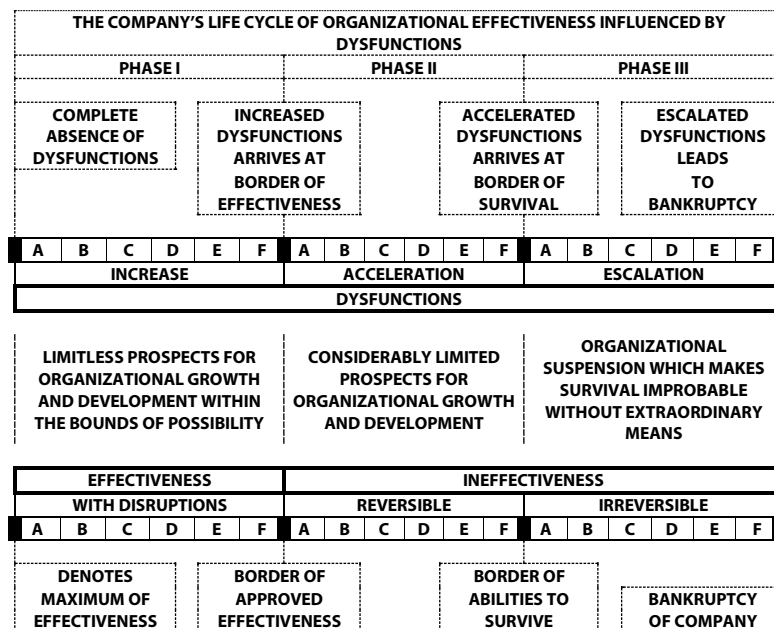 THE COMPANY'S LIFE CYCLE OF ORGANIZATIONAL EFFECTIVENESS INFLUENCED BY
DYSFUNCTIONS
PHASE I PHASE II PHASE III
COMPLETE
ABSENCE OF
DYSFUNCTIONS
INCREASED
DYSFUNCTIONS
ARRIVES AT
BORDER OF
EFFECTIVENESS
ACCELERATED
DYSFUNCTIONS
ARRIVES AT
BORDER OF
SURVIVAL
ESCALATED
DYSFUNCTIONS
LEADS
TO
BANKRUPTCY
A B C D E F A B C D E F A B C D E F
INCREASE ACCELERATION ESCALATION
DYSFUNCTIONS
LIMITLESS PROSPECTS FOR
ORGANIZATIONAL GROWTH
AND DEVELOPMENT WITHIN
THE BOUNDS OF POSSIBILITY
CONSIDERABLY LIMITED
PROSPECTS FOR
ORGANIZATIONAL GROWTH
AND DEVELOPMENT
ORGANIZATIONAL
SUSPENSION WHICH MAKES
SURVIVAL IMPROBABLE
WITHOUT EXTRAORDINARY
MEANS
EFFECTIVENESS INEFFECTIVENESS
WITH DISRUPTIONS REVERSIBLE IRREVERSIBLE
A B C D E F A B C D E F A B C D E F
DENOTES
MAXIMUM OF
EFFECTIVENESS
BORDER OF
APPROVED
EFFECTIVENESS
BORDER OF
ABILITIES TO
SURVIVE
BANKRUPTCY
OF COMPANY